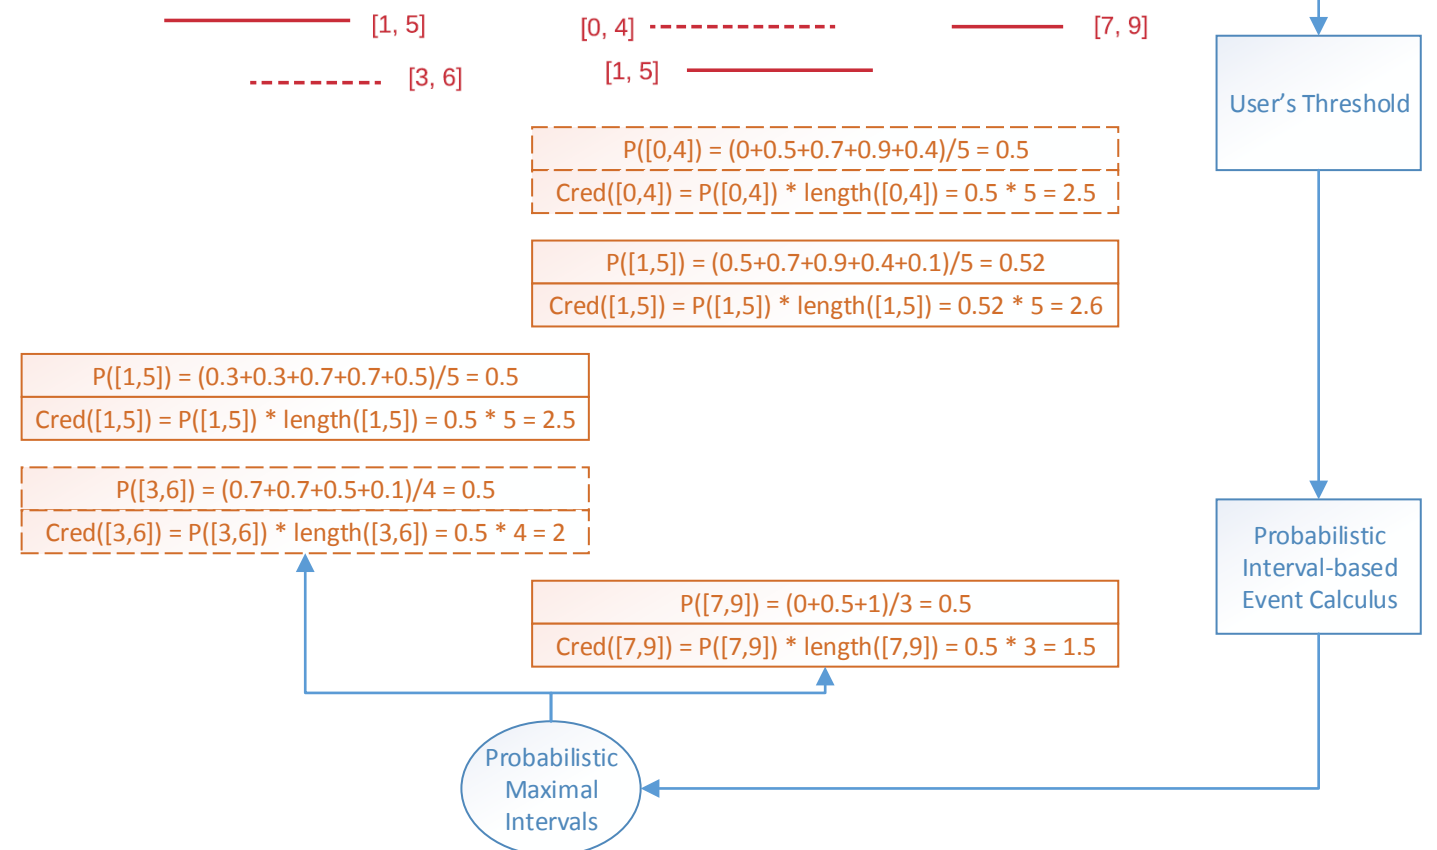 [1, 5]
[0, 4]
[7, 9]
[3, 6]
[1, 5]
User’s Threshold
P([0,4]) = (0+0.5+0.7+0.9+0.4)/5 = 0.5
Cred([0,4]) = P([0,4]) * length([0,4]) = 0.5 * 5 = 2.5
P([1,5]) = (0.5+0.7+0.9+0.4+0.1)/5 = 0.52
Cred([1,5]) = P([1,5]) * length([1,5]) = 0.52 * 5 = 2.6
P([1,5]) = (0.3+0.3+0.7+0.7+0.5)/5 = 0.5
Cred([1,5]) = P([1,5]) * length([1,5]) = 0.5 * 5 = 2.5
P([3,6]) = (0.7+0.7+0.5+0.1)/4 = 0.5
Cred([3,6]) = P([3,6]) * length([3,6]) = 0.5 * 4 = 2
Probabilistic
Interval-based
Event Calculus
P([7,9]) = (0+0.5+1)/3 = 0.5
Cred([7,9]) = P([7,9]) * length([7,9]) = 0.5 * 3 = 1.5
Probabilistic
Maximal
Intervals